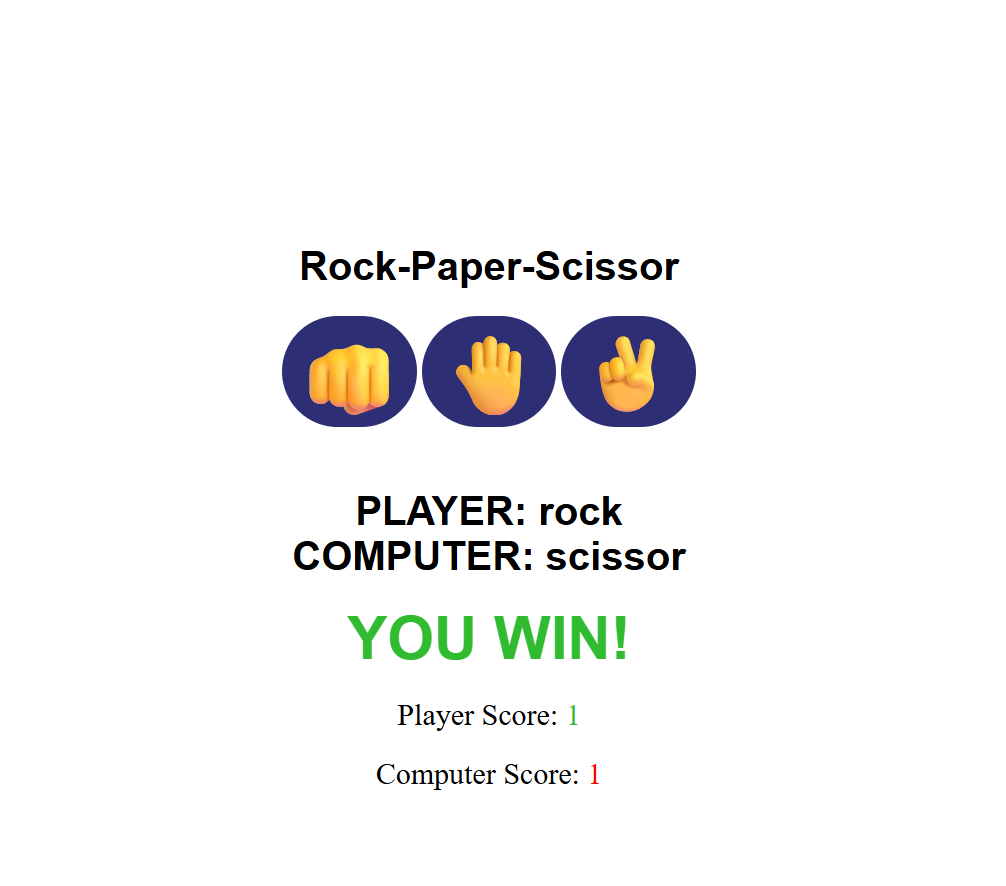 Rock-Paper-Scissor
PLAYER: rock
COMPUTER: scissor
YOU WIN!
Player Score: 1
Computer Score: 1